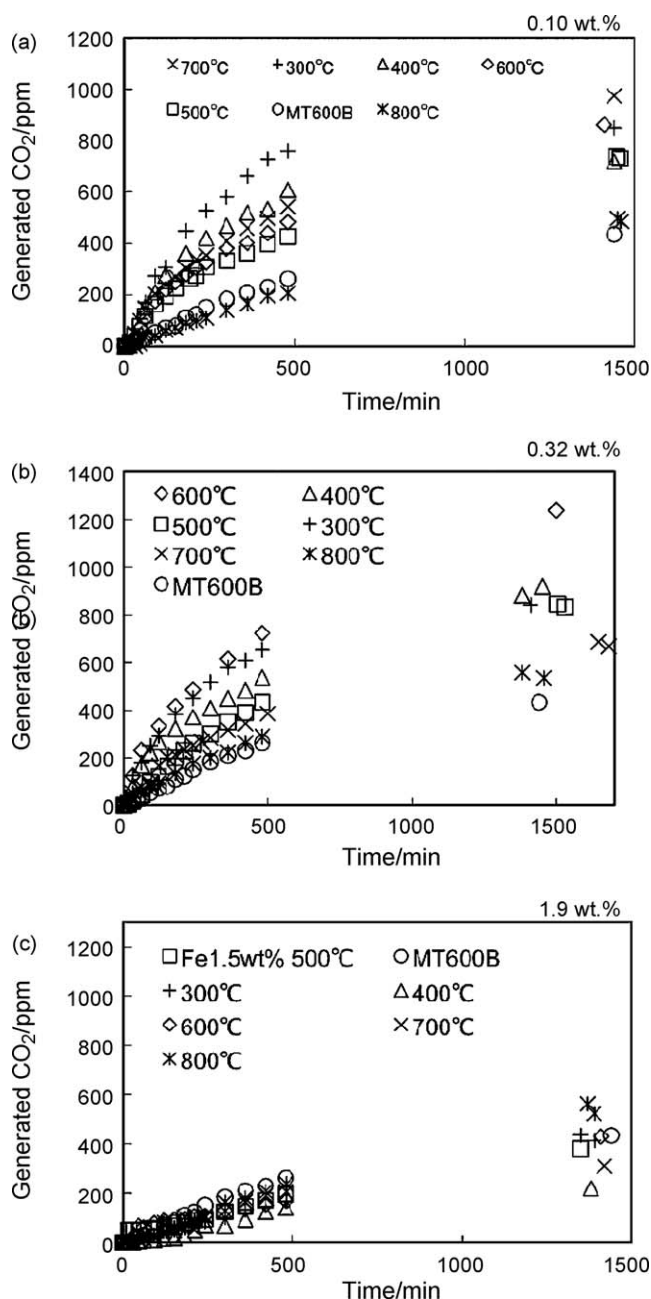 (a)
0.10 wt.%
1200
1000
800
600
400
200
0
700℃ 300℃ 400℃ 600℃
500℃ MT600B 800℃
Generated CO2/ppm
0 500 1000 1500
Time/min
(b)
0.32 wt.%
1400
1200
1000
800
600
400
200
0
600℃ 400℃
500℃ 300℃
700℃ 800℃
MT600B
Generated CO2/ppm
0 500 1000 1500
Time/min
(c)
1.9 wt.%
1200
1000
800
600
400
200
0
Fe1.5wt% 500℃ MT600B
300℃ 400℃
600℃ 700℃
800℃
Generated CO2/ppm
0 500 1000 1500
Time/min